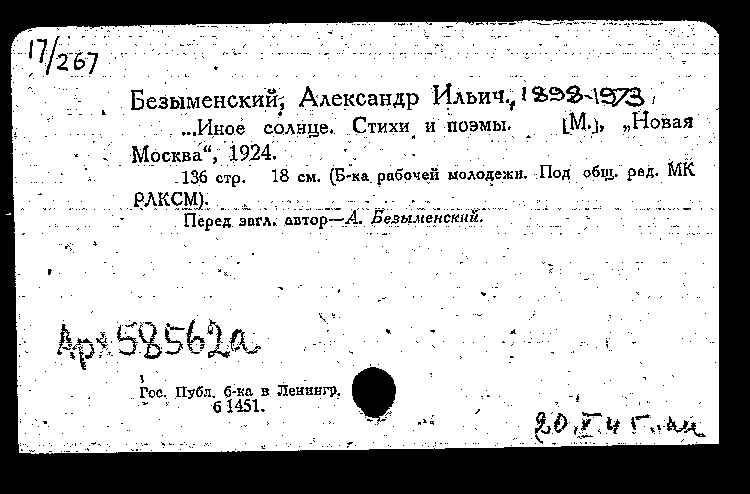 17/267
Безыменский, Александр Ильич, 1898-1973
...Иное солнце. Стихи и поэмы. [М.], „Новая
Москва“, 1924.
136 стр. 18 см. (Б-ка рабочей молодежи. Под общ. ред. МК
РЛКСМ).
Перед загл. автор—А. Безыменский.
Арх 58562а
Гос. Публ. б-ка в Ленингр.
б 1451.